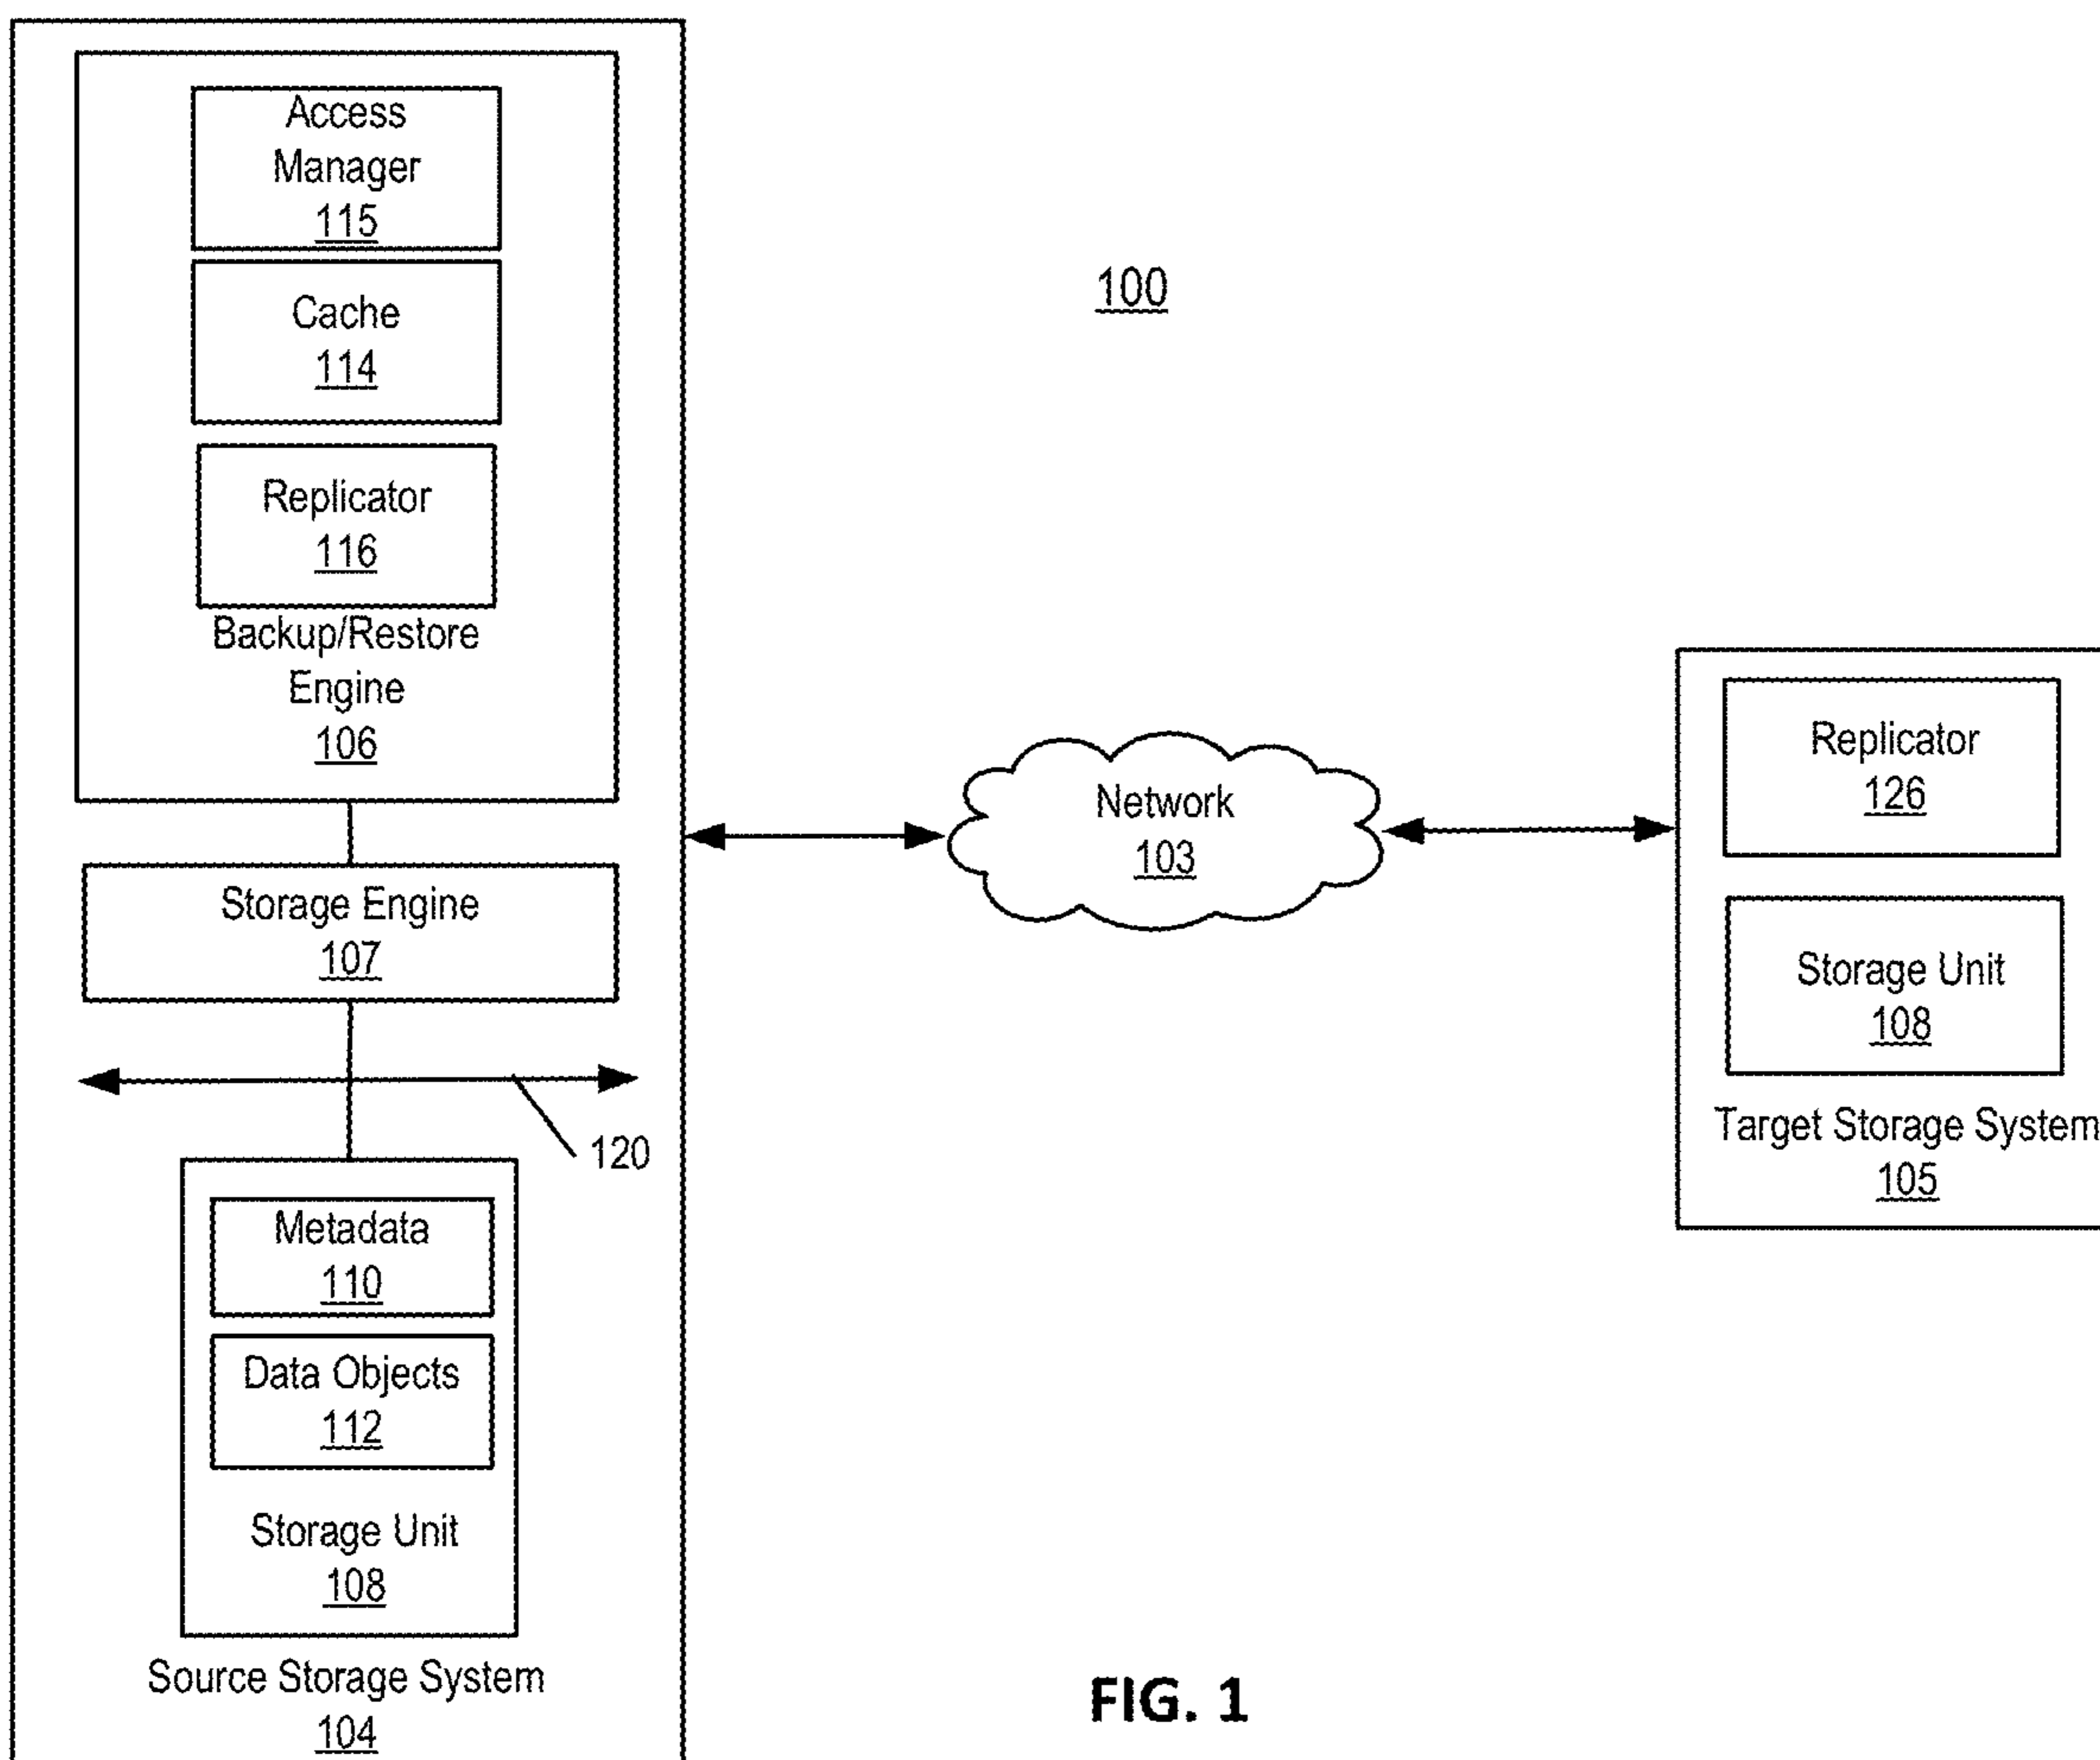 Access
Manager
115
Cache
114
Replicator
116
Backup/Restore
Engine
106
Storage Engine
107
120
Metadata
110
Data Objects
112
Storage Unit
108
Source Storage System
104
100
Network
103
Replicator
126
Storage Unit
108
Target Storage System
105
FIG. 1